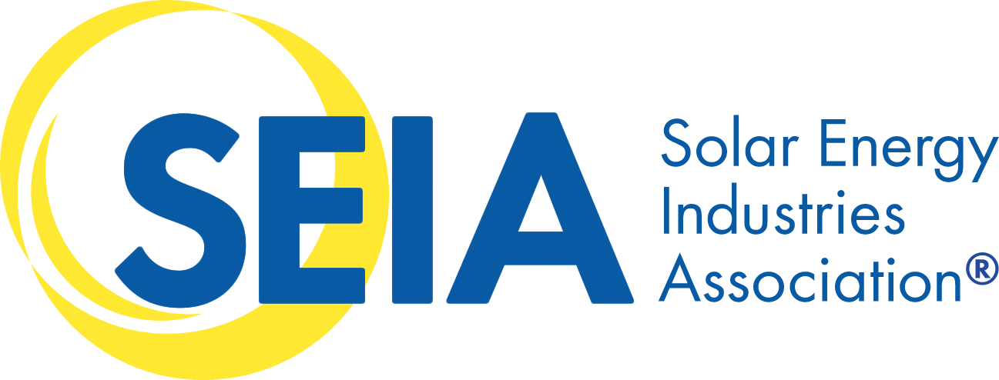 SEIA
Solar Energy
Industries
Association®